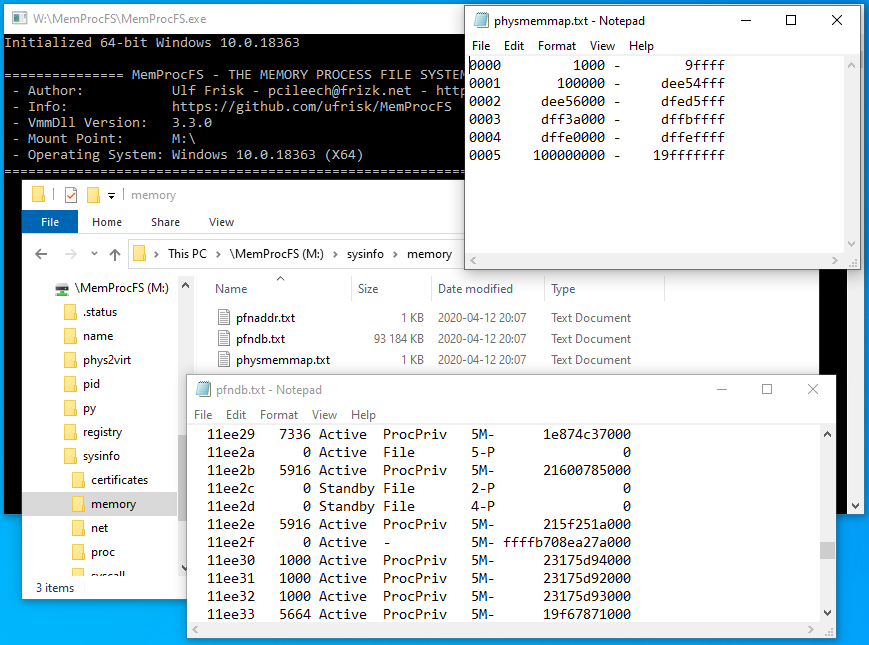 W:\MemProcFS\MemProcFS.exe
Initialized 64-bit Windows 10.0.18363
=============== MemProcFS - THE MEMORY PROCESS FILE SYSTEM
- Author: Ulf Frisk - pcileech@frizk.net - http
- Info: https://github.com/ufrisk/MemProcFS
- VmmDll Version: 3.3.0
- Mount Point: M:\
- Operating System: Windows 10.0.18363 (X64)
physmemmap.txt - Notepad
File Edit Format View Help
0000 1000 - 9ffff
0001 100000 - dee54fff
0002 dee56000 - dfed5fff
0003 dff3a000 - dffbffff
0004 dffe0000 - dffeffff
0005 100000000 - 19fffffff
memory
File Home Share View
This PC > \MemProcFS (M:) > sysinfo > memory
\MemProcFS (M:)
.status
name
phys2virt
pid
py
registry
sysinfo
certificates
memory
net
proc
syscall
3 items
Name Size Date modified Type
pfnaddr.txt 1 KB 2020-04-12 20:07 Text Document
pfndb.txt 93 184 KB 2020-04-12 20:07 Text Document
physmemmap.txt 1 KB 2020-04-12 20:07 Text Document
pfndb.txt - Notepad
File Edit Format View Help
11ee29 7336 Active ProcPriv 5M- 1e874c37000
11ee2a 0 Active File 5-P 0
11ee2b 5916 Active ProcPriv 5M- 21600785000
11ee2c 0 Standby File 2-P 0
11ee2d 0 Standby File 4-P 0
11ee2e 5916 Active ProcPriv 5M- 215f251a000
11ee2f 0 Active - 5M- ffffb708ea27a000
11ee30 1000 Active ProcPriv 5M- 23175d94000
11ee31 1000 Active ProcPriv 5M- 23175d92000
11ee32 1000 Active ProcPriv 5M- 23175d93000
11ee33 5664 Active ProcPriv 5M- 19f67871000